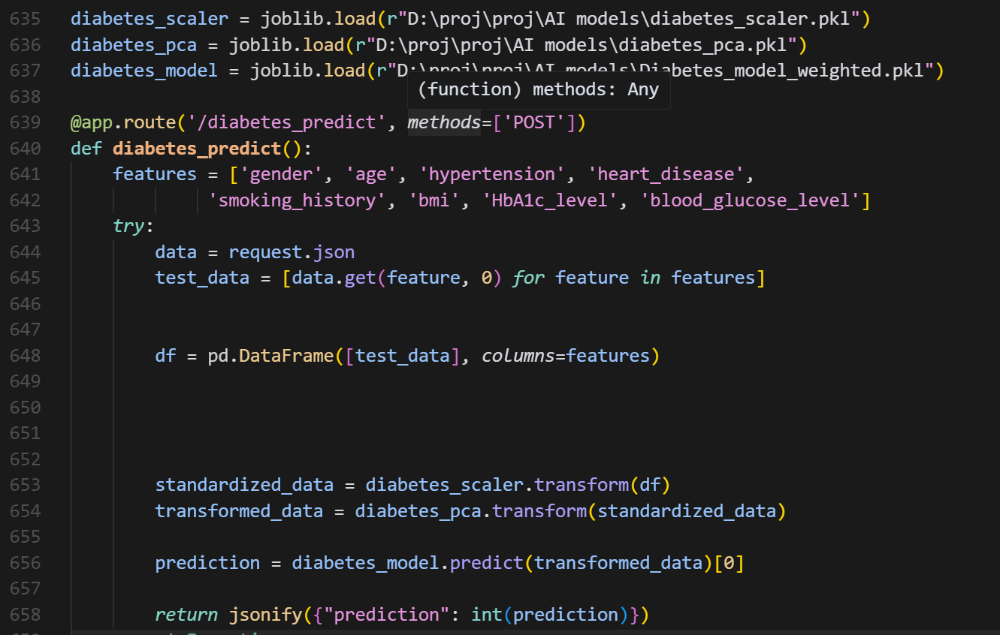 635 diabetes_scaler = joblib.load(r"D:\proj\proj\AI models\diabetes_scaler.pkl")
636 diabetes_pca = joblib.load(r"D:\proj\proj\AI models\diabetes_pca.pkl")
637 diabetes_model = joblib.load(r"D:\proj\proj\AI models\Diabetes_model_weighted.pkl")
(function) methods: Any
638
639 @app.route('/diabetes_predict', methods=['POST'])
640 def diabetes_predict():
641     features = ['gender', 'age', 'hypertension', 'heart_disease',
642              'smoking_history', 'bmi', 'HbA1c_level', 'blood_glucose_level']
643     try:
644         data = request.json
645         test_data = [data.get(feature, 0) for feature in features]
646
647
648         df = pd.DataFrame([test_data], columns=features)
649
650
651
652
653         standardized_data = diabetes_scaler.transform(df)
654         transformed_data = diabetes_pca.transform(standardized_data)
655
656         prediction = diabetes_model.predict(transformed_data)[0]
657
658         return jsonify({"prediction": int(prediction)})